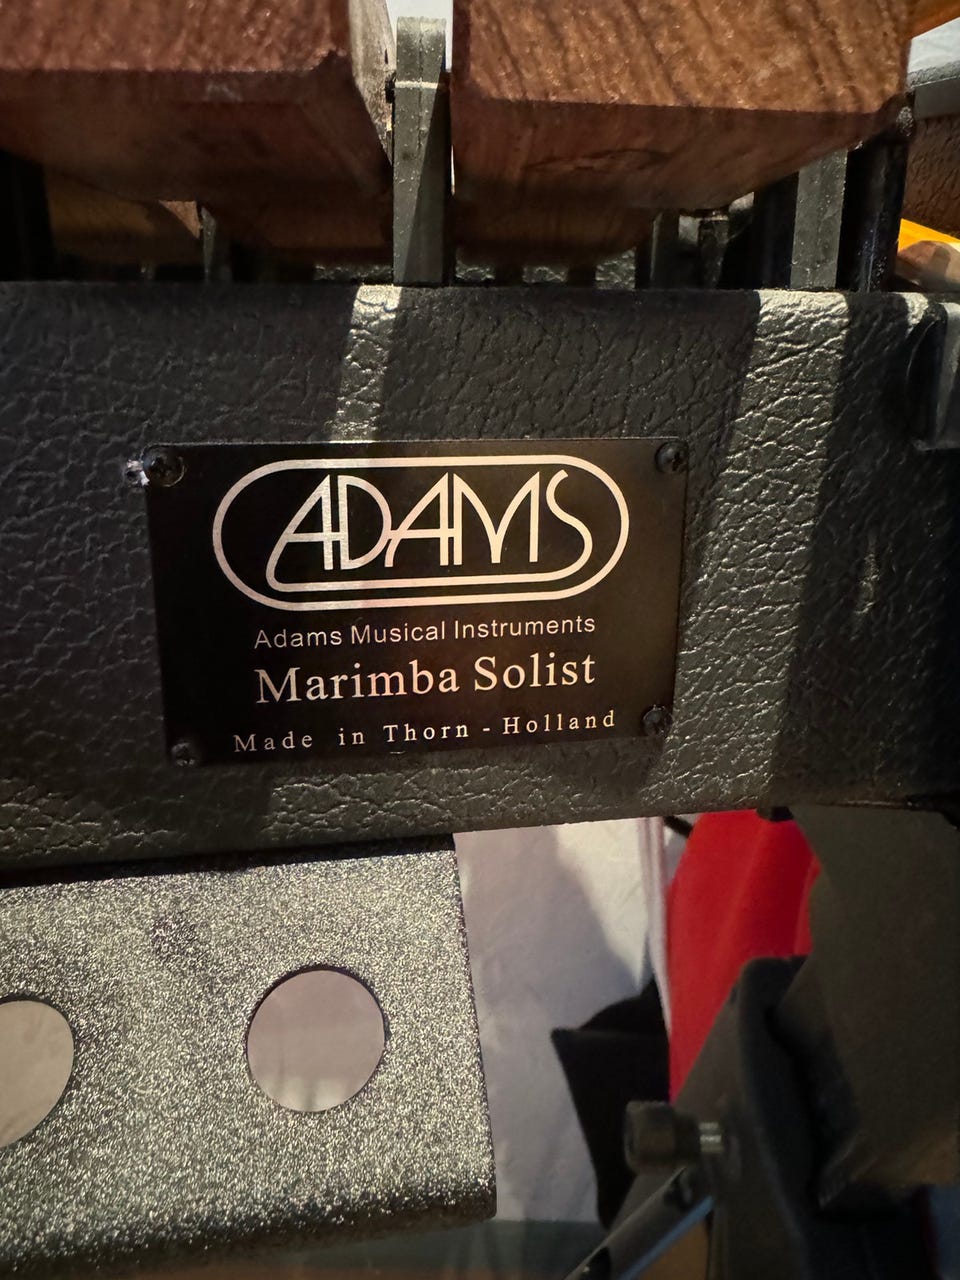 ADAMS
Adams Musical Instruments
Marimba Solist
Made in Thorn - Holland